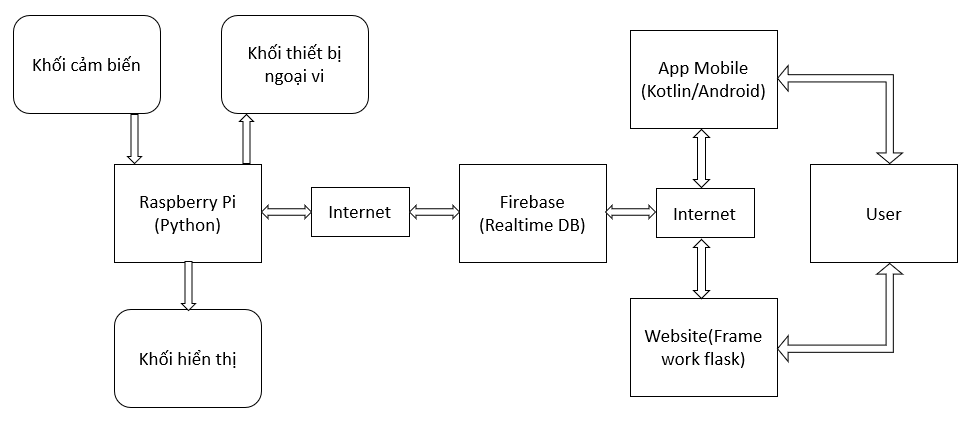 Khối cảm biến
Khối thiết bị
ngoại vi
App Mobile
(Kotlin/Android)
Raspberry Pi
(Python)
Internet
Firebase
(Realtime DB)
Internet
User
Website(Frame
work flask)
Khối hiển thị